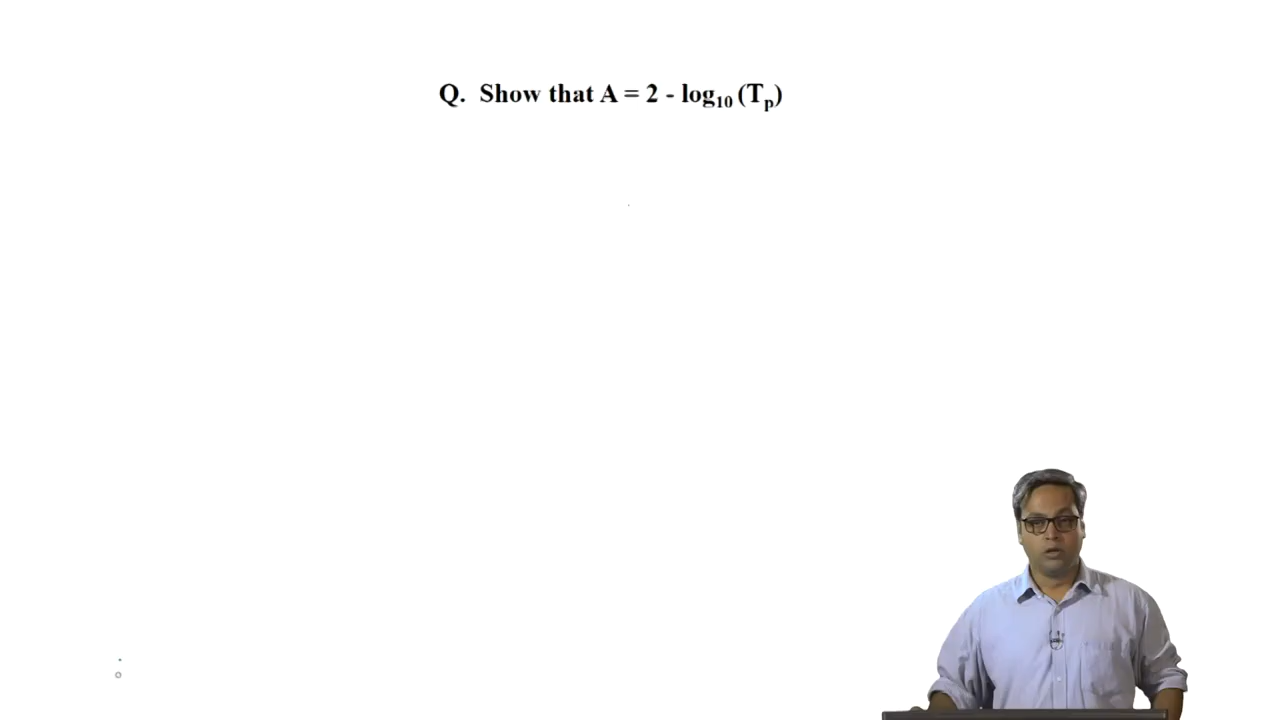 Q. Show that A = 2 - log₁₀ (Tₚ)